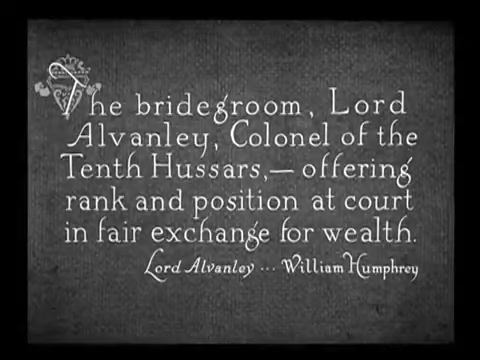 The bridegroom, Lord
Alvanley, Colonel of the
Tenth Hussars,— offering
rank and position at court
in fair exchange for wealth.
Lord Alvanley ... William Humphrey